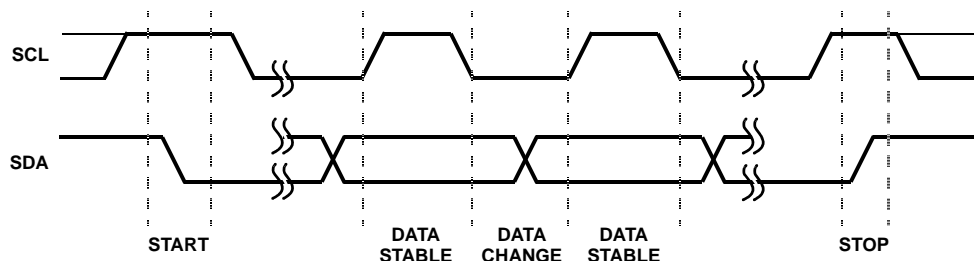 SCL
SDA
START
DATA
STABLE
DATA
CHANGE
DATA
STABLE
STOP